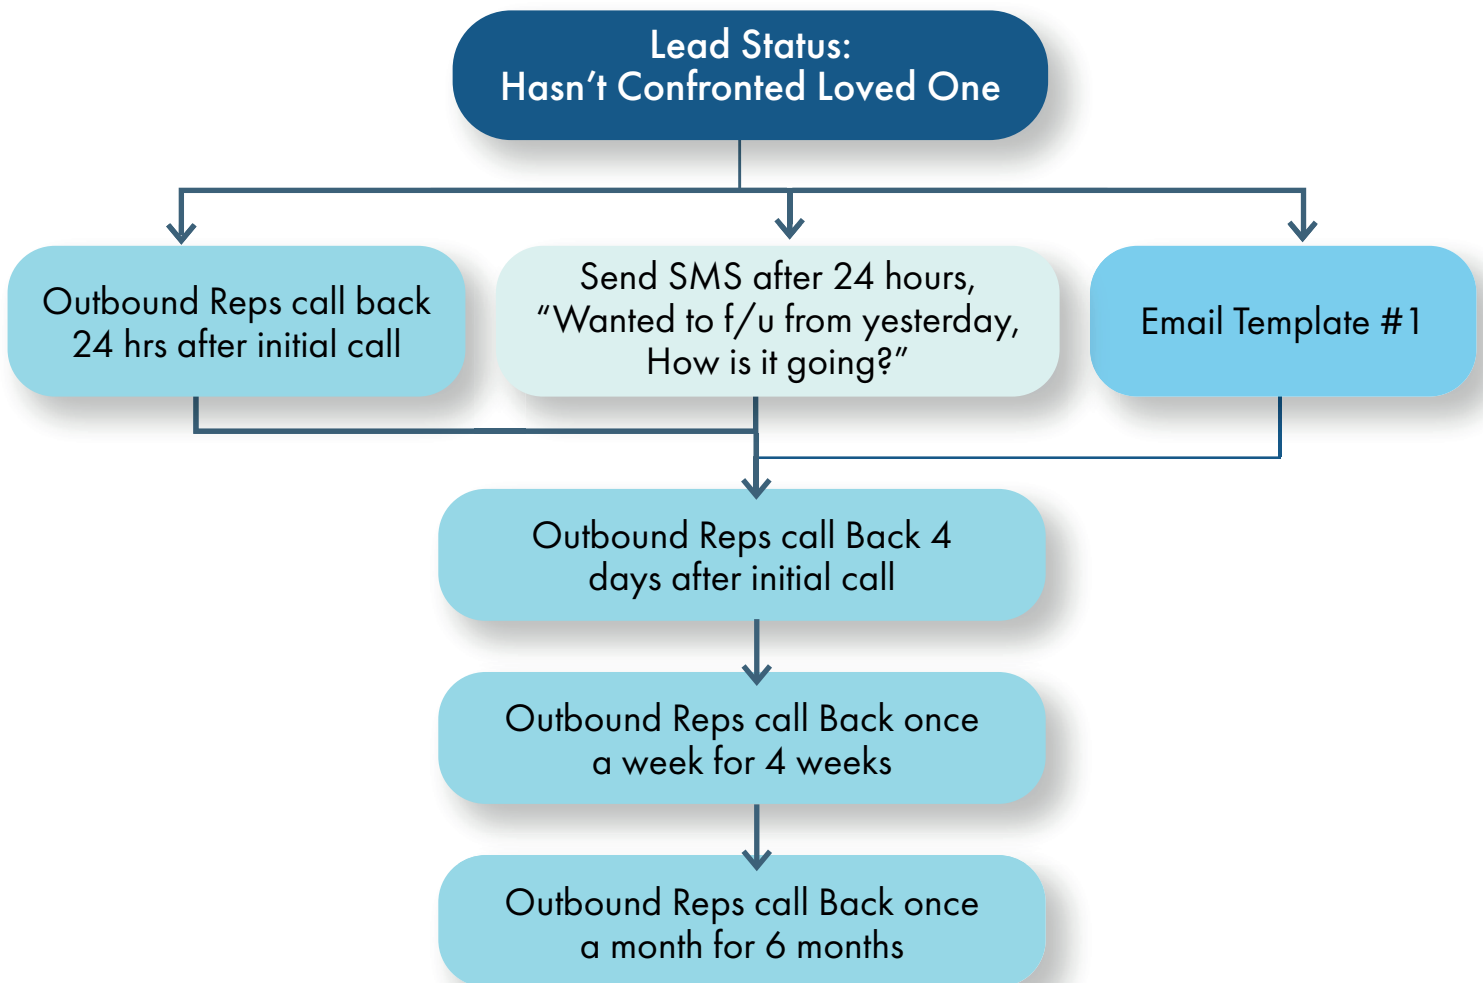 Lead Status:
Hasn’t Confronted Loved One
Outbound Reps call back
24 hrs after initial call
Send SMS after 24 hours,
“Wanted to f/u from yesterday,
How is it going?”
Email Template #1
Outbound Reps call Back 4
days after initial call
Outbound Reps call Back once
a week for 4 weeks
Outbound Reps call Back once
a month for 6 months